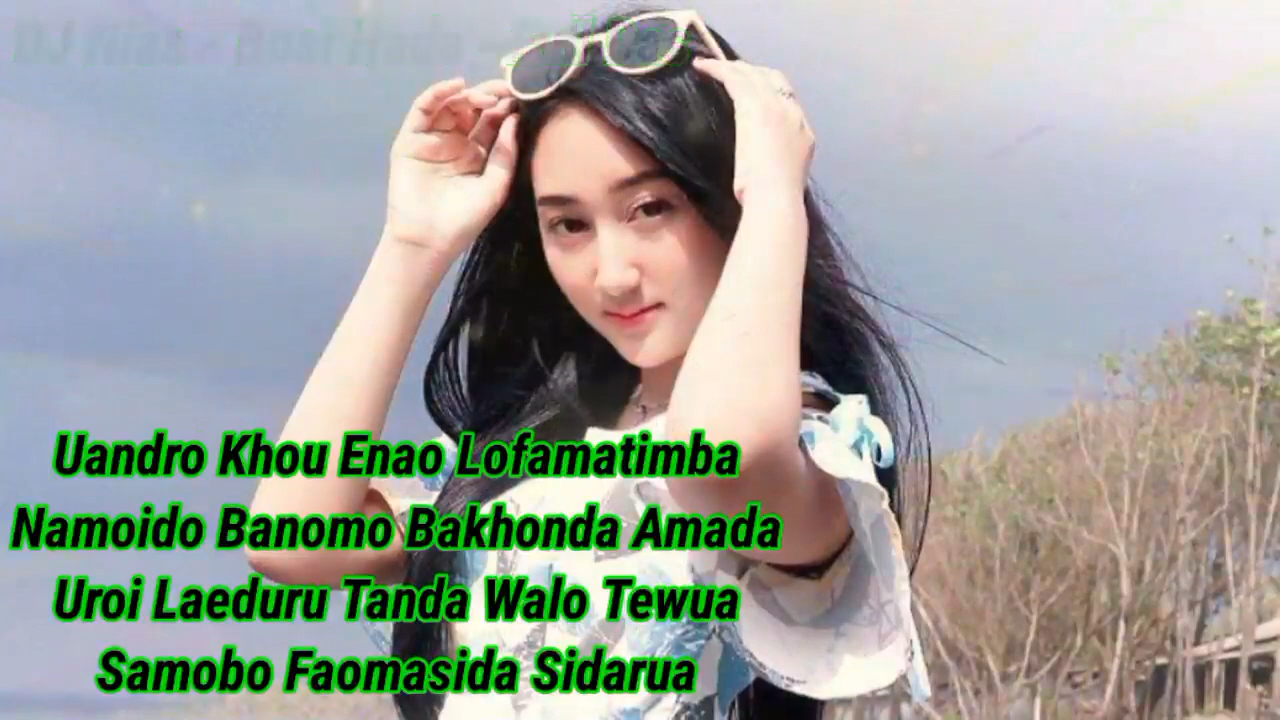 Uandro Khou Enao Lofamatimba
Namoido Banomo Bakhonda Amada
Uroi Laeduru Tanda Walo Tewua
Samobo Faomasida Sidarua